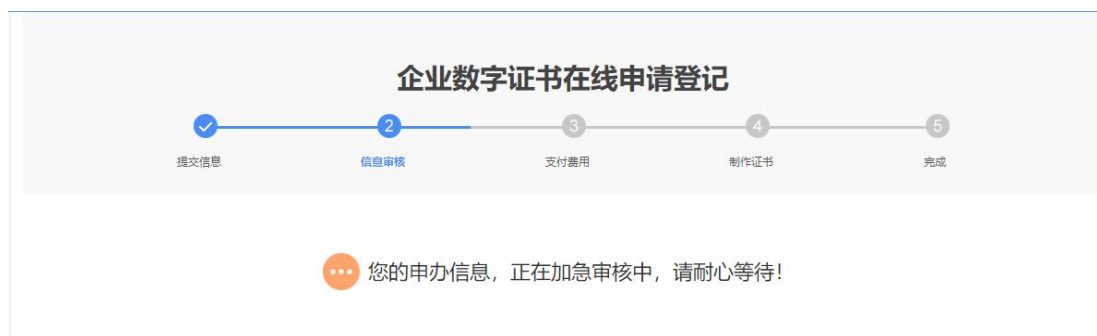 企业数字证书在线申请登记
2
3
4
5
提交信息
信息审核
支付费用
制作证书
完成
您的申办信息，正在加急审核中，请耐心等待！